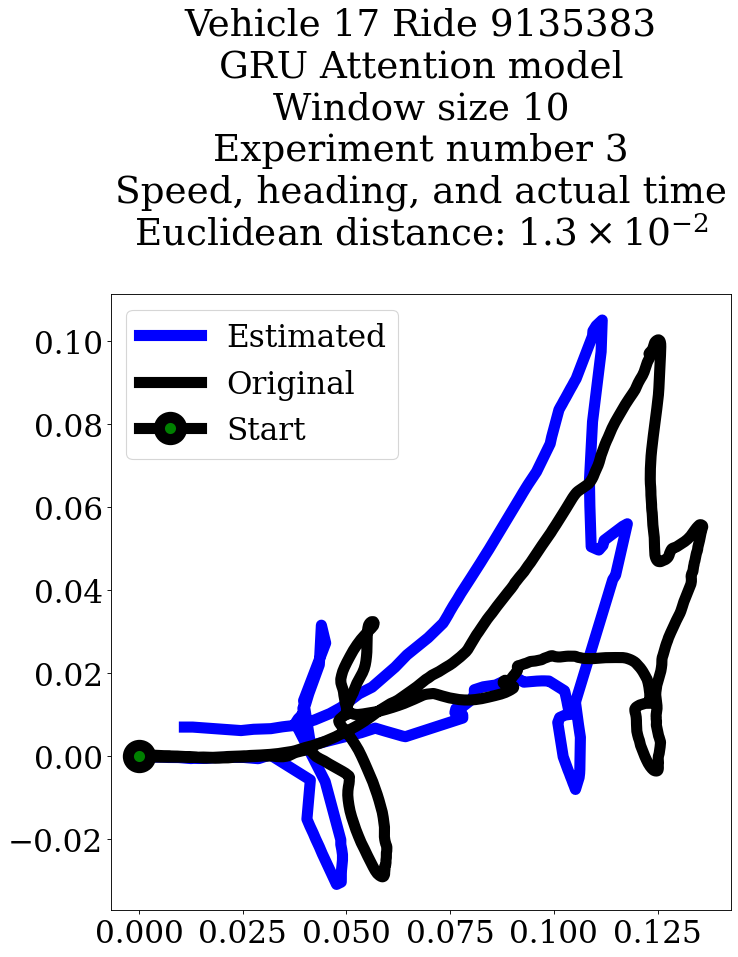 Vehicle 17 Ride 9135383
GRU Attention model
Window size 10
Experiment number 3
Speed, heading, and actual time
Euclidean distance: 1.3 × 10⁻²
Estimated
Original
Start
0.10
0.08
0.06
0.04
0.02
0.00
−0.02
0.000 0.025 0.050 0.075 0.100 0.125